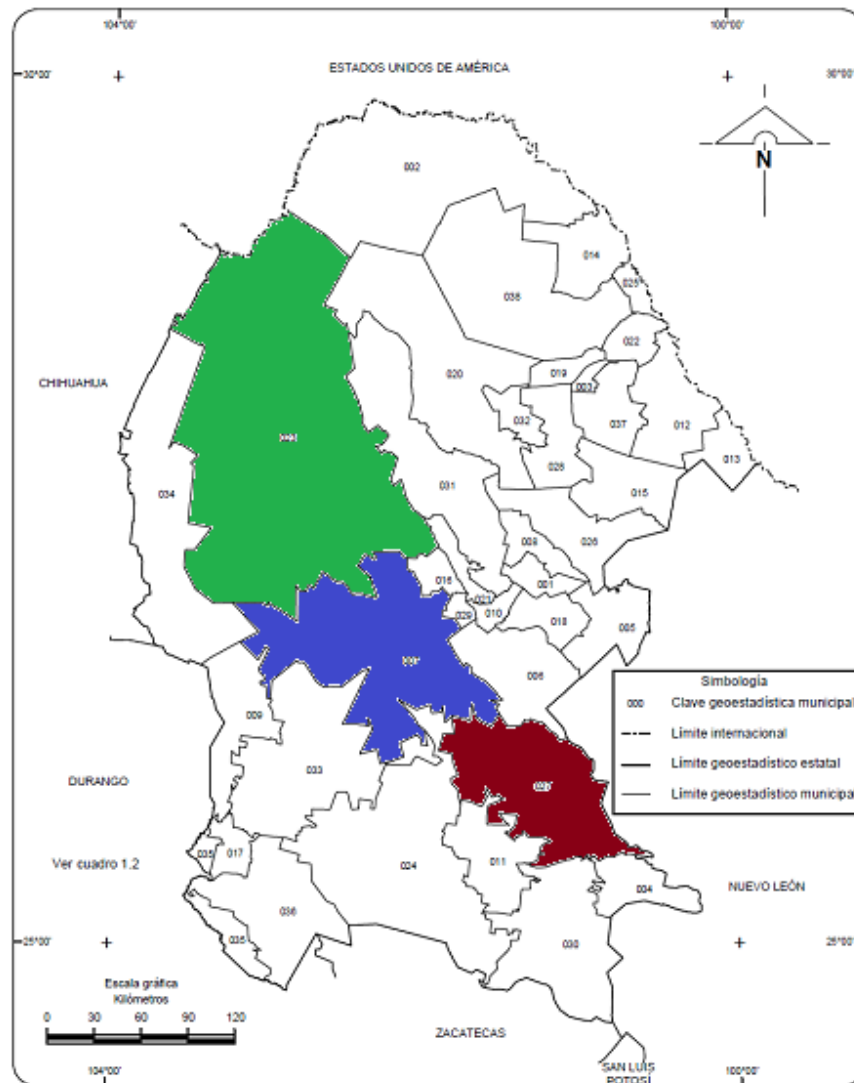 104°00'
100°00'
30°00'
30°00'
ESTADOS UNIDOS DE AMÉRICA
N
002
014
025
038
022
020
019
003
CHIHUAHUA
032
037
012
013
028
034
031
015
008
026
016
001
021
010
029
018
005
006
Simbología
000 Clave geoestadística municipal
Límite internacional
Límite geoestadístico estatal
Límite geoestadístico municipal
009
033
DURANGO
035
017
Ver cuadro 1.2
024
011
004
NUEVO LEÓN
036
035
030
25°00'
25°00'
Escala gráfica
Kilómetros
0 30 60 90 120
ZACATECAS
SAN LUIS
POTOSÍ
104°00'
100°00'